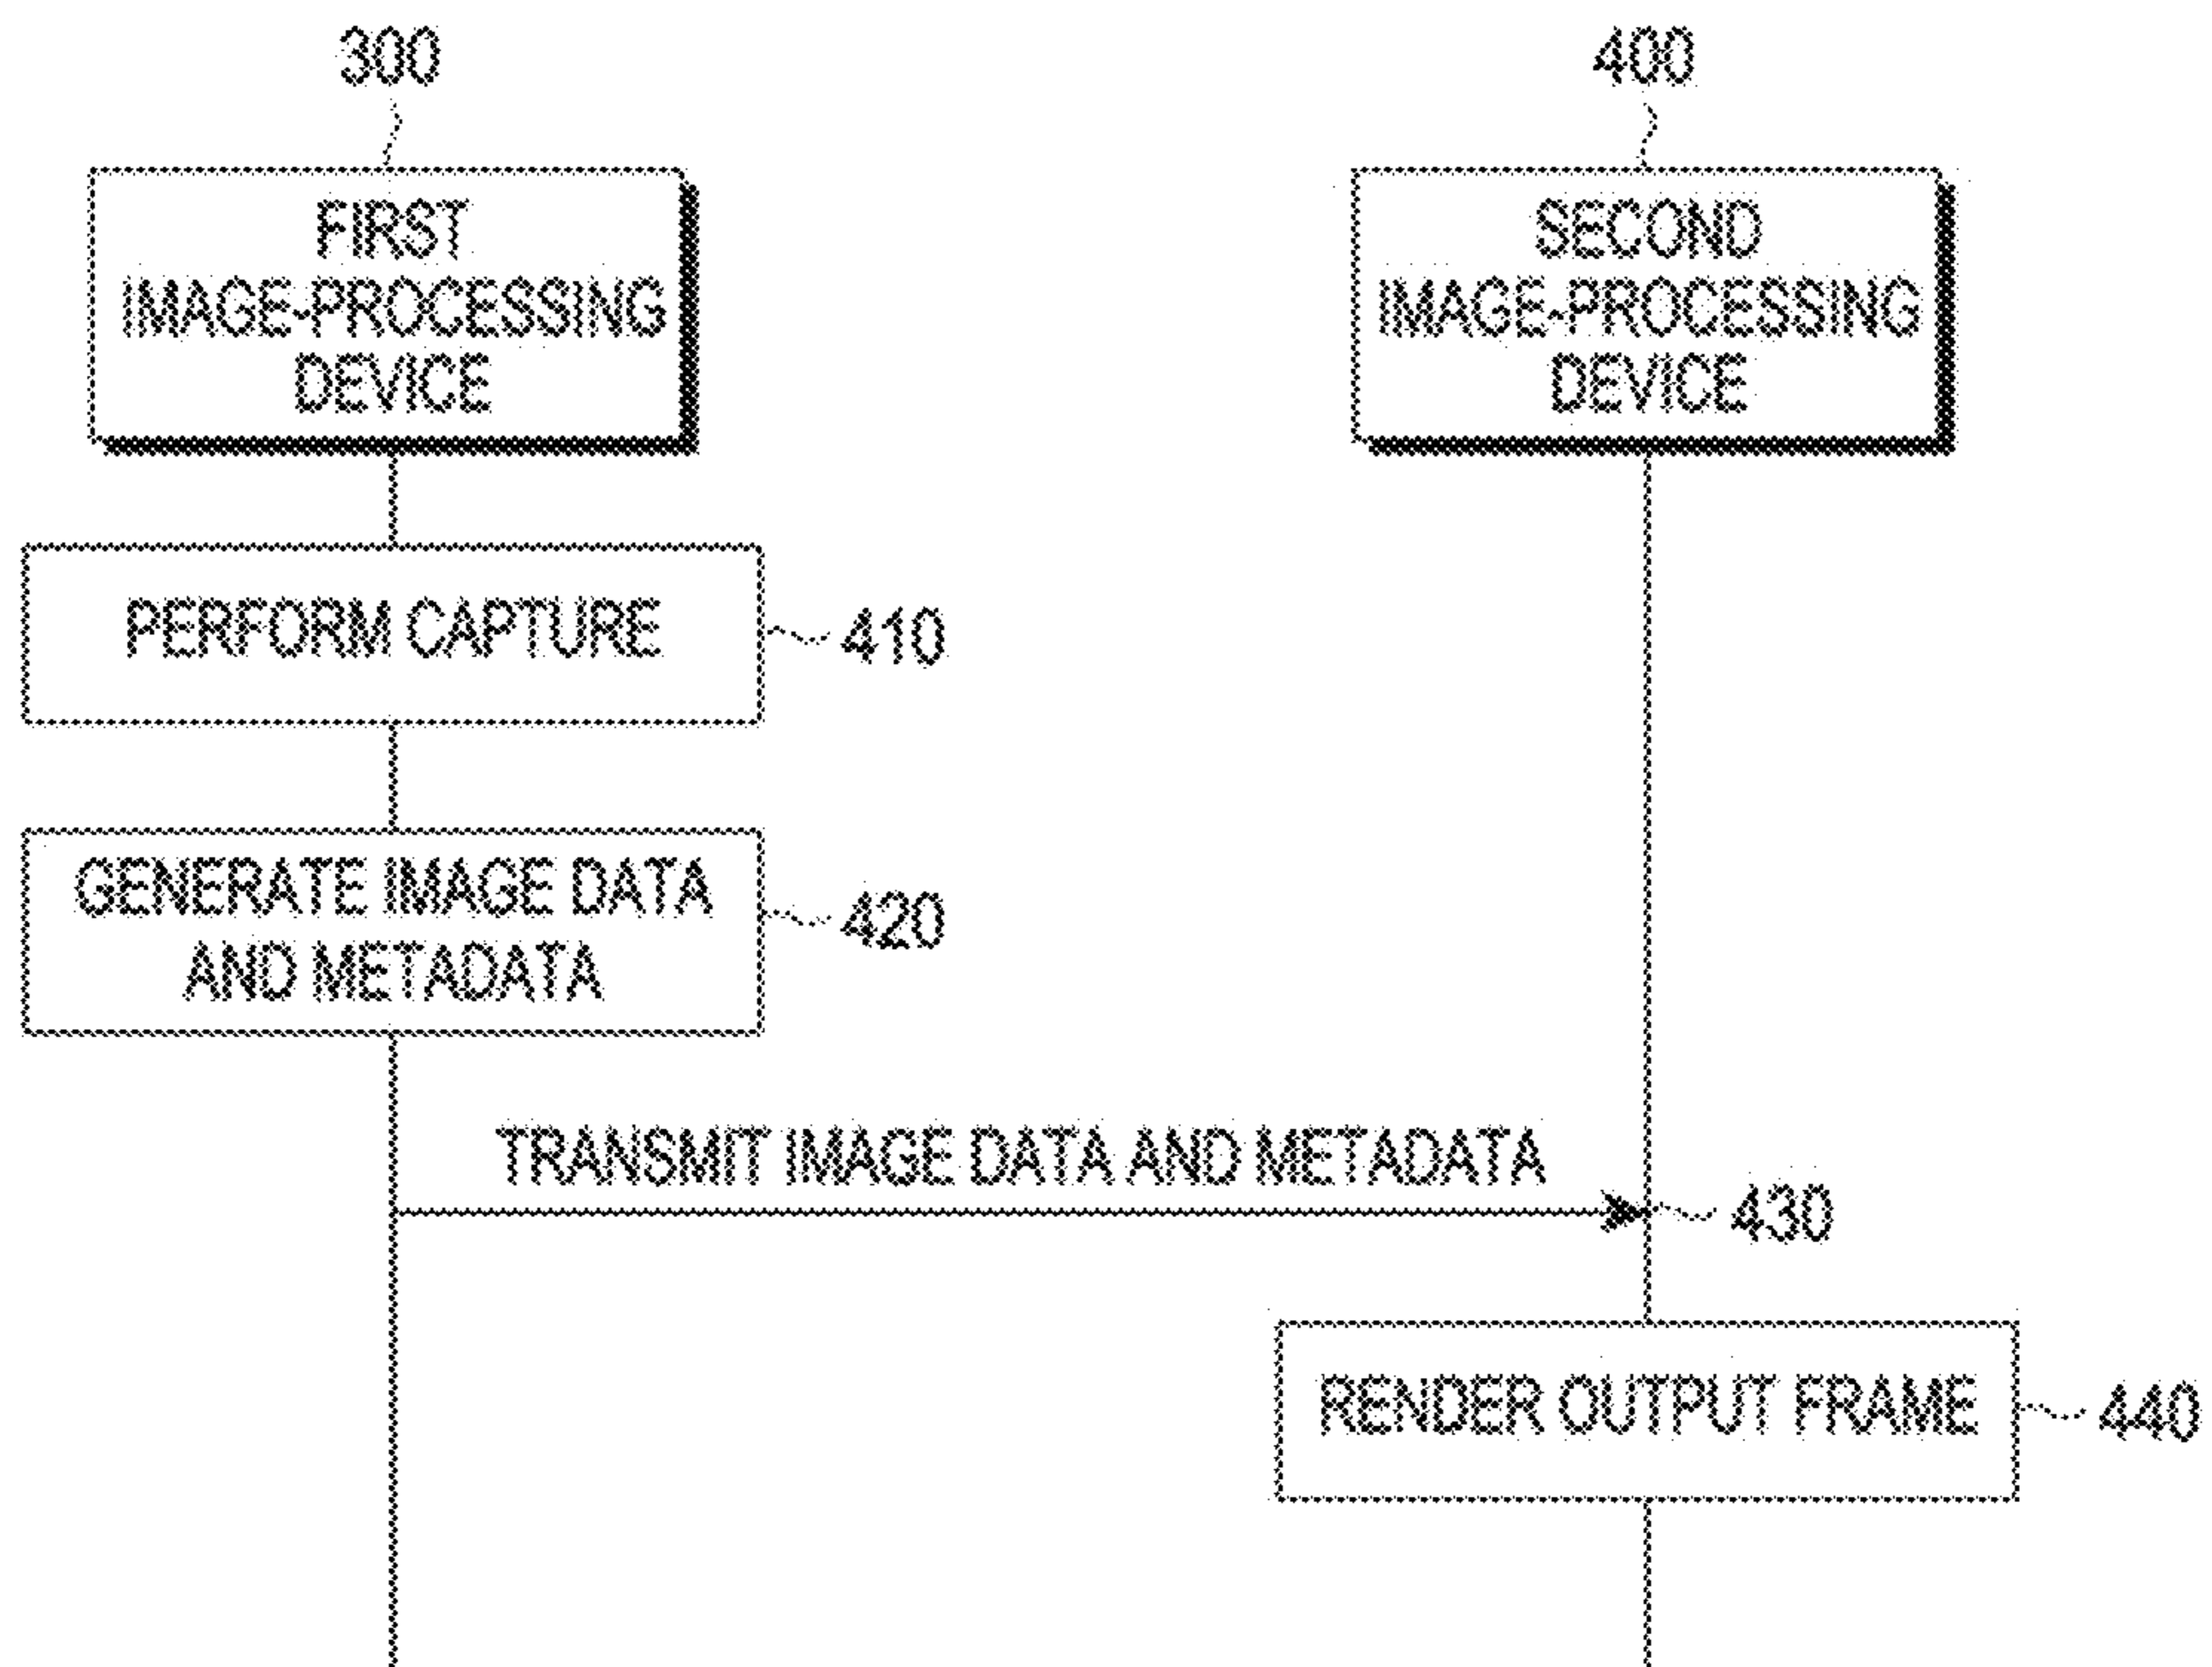 300
400
FIRST
IMAGE-PROCESSING
DEVICE
SECOND
IMAGE-PROCESSING
DEVICE
PERFORM CAPTURE
410
GENERATE IMAGE DATA
AND METADATA
420
TRANSMIT IMAGE DATA AND METADATA
430
RENDER OUTPUT FRAME
440